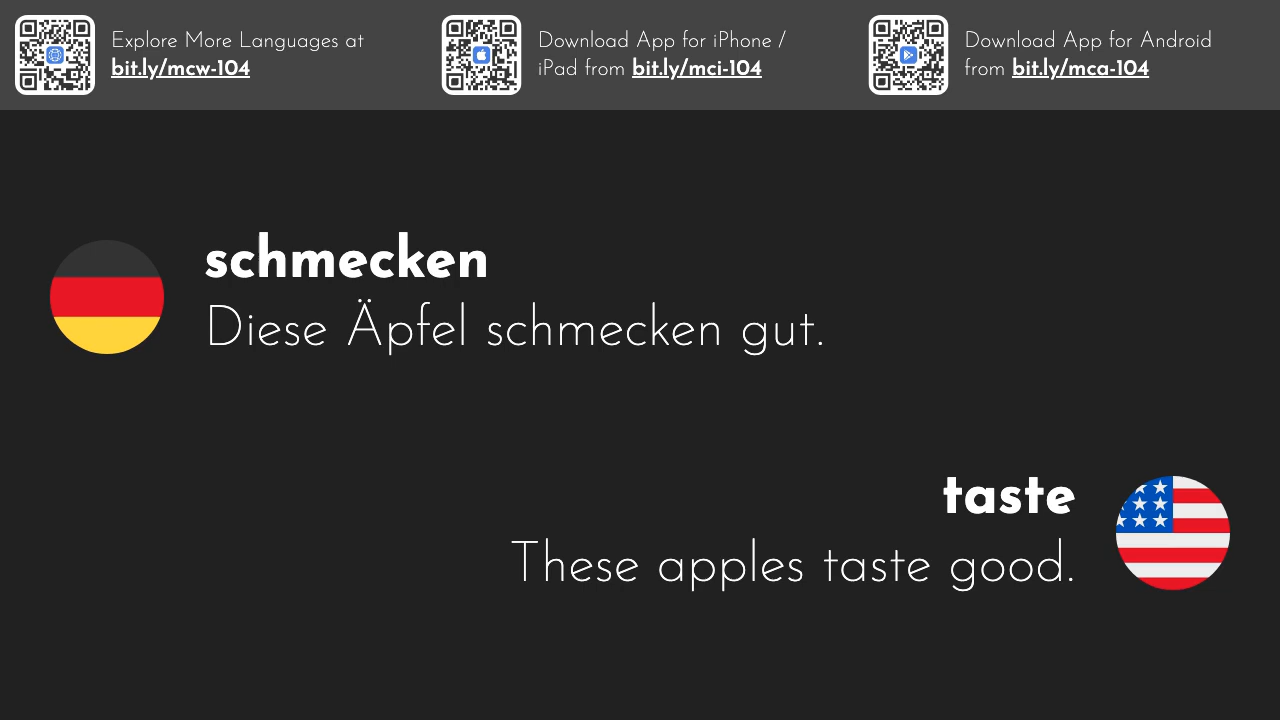 Explore More Languages at
bit.ly/mcw-104
Download App for iPhone /
iPad from bit.ly/mci-104
Download App for Android
from bit.ly/mca-104
schmecken
Diese Äpfel schmecken gut.
taste
These apples taste good.